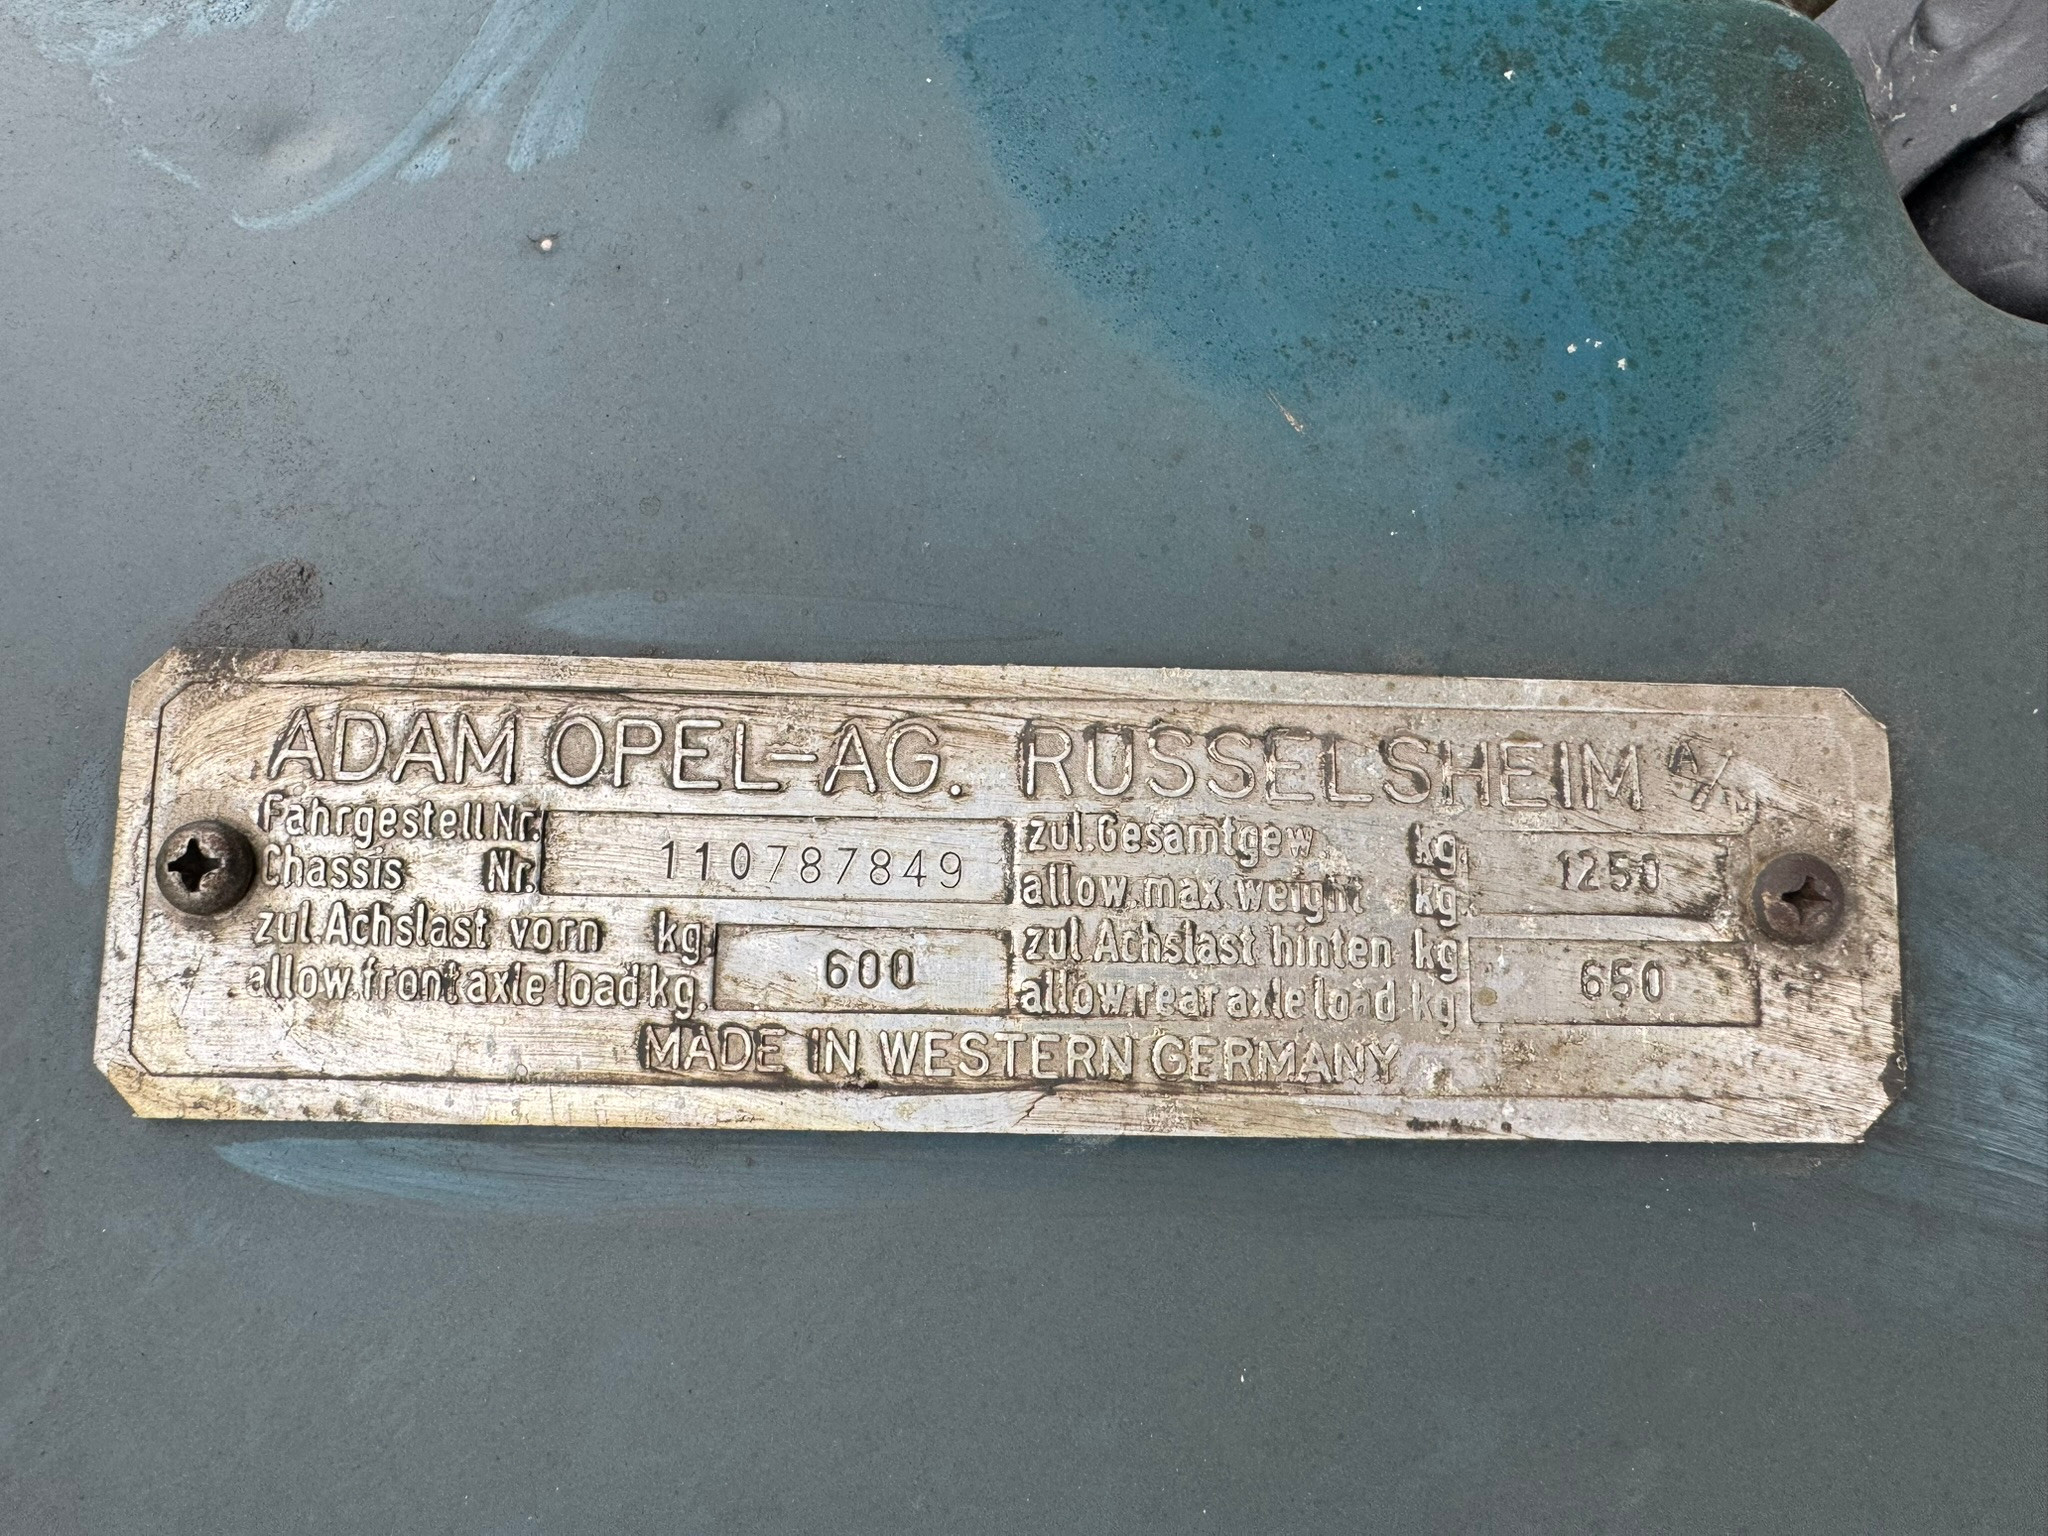 ADAM OPEL-AG. RÜSSELSHEIM A/M
Fahrgestell Nr. 110787849
Chassis Nr.
zul. Gesamtgew. kg. 1250
allow. max. weight kg.
zul. Achslast vorn kg. 600
allow. front axle load kg.
zul. Achslast hinten kg 650
allow. rear axle load kg
MADE IN WESTERN GERMANY